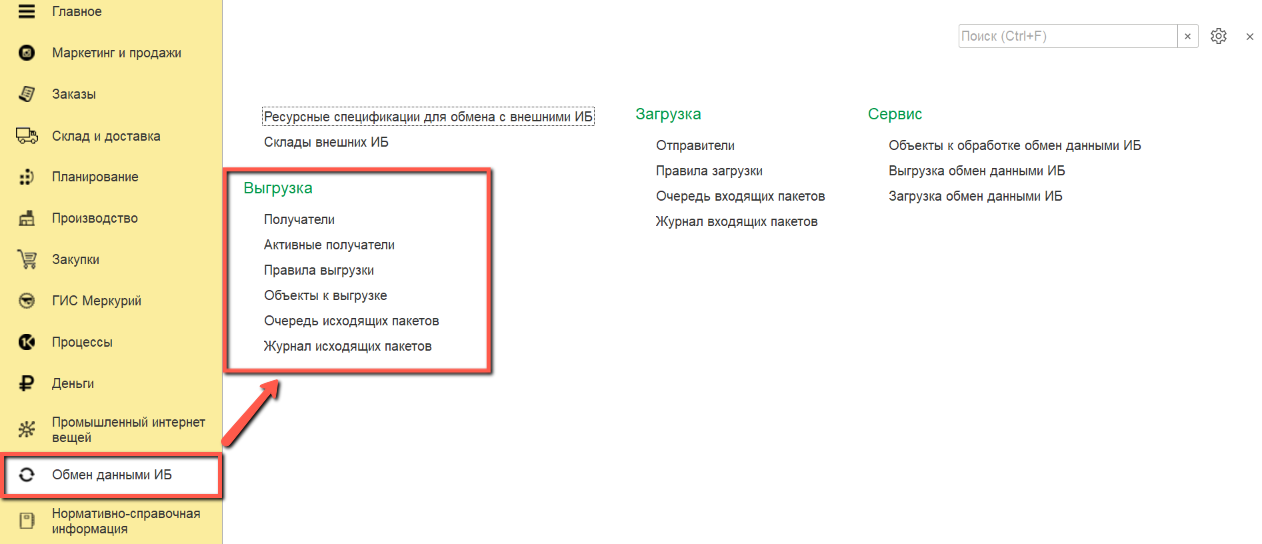 Главное
Маркетинг и продажи
Заказы
Склад и доставка
Планирование
Производство
Закупки
ГИС Меркурий
Процессы
Деньги
Промышленный интернет
вещей
Обмен данными ИБ
Нормативно-справочная
информация
Поиск (Ctrl+F)
Ресурсные спецификации для обмена с внешними ИБ
Склады внешних ИБ
Выгрузка
Получатели
Активные получатели
Правила выгрузки
Объекты к выгрузке
Очередь исходящих пакетов
Журнал исходящих пакетов
Загрузка
Отправители
Правила загрузки
Очередь входящих пакетов
Журнал входящих пакетов
Сервис
Объекты к обработке обмен данными ИБ
Выгрузка обмен данными ИБ
Загрузка обмен данными ИБ